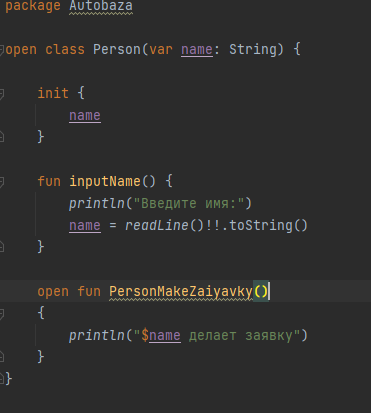 package Autobaza
open class Person(var name: String) {
init {
name
}
fun inputName() {
println("Введите имя:")
name = readLine()!!.toString()
}
open fun PersonMakeZaiyavky()
{
println("$name делает заявку")
}
}